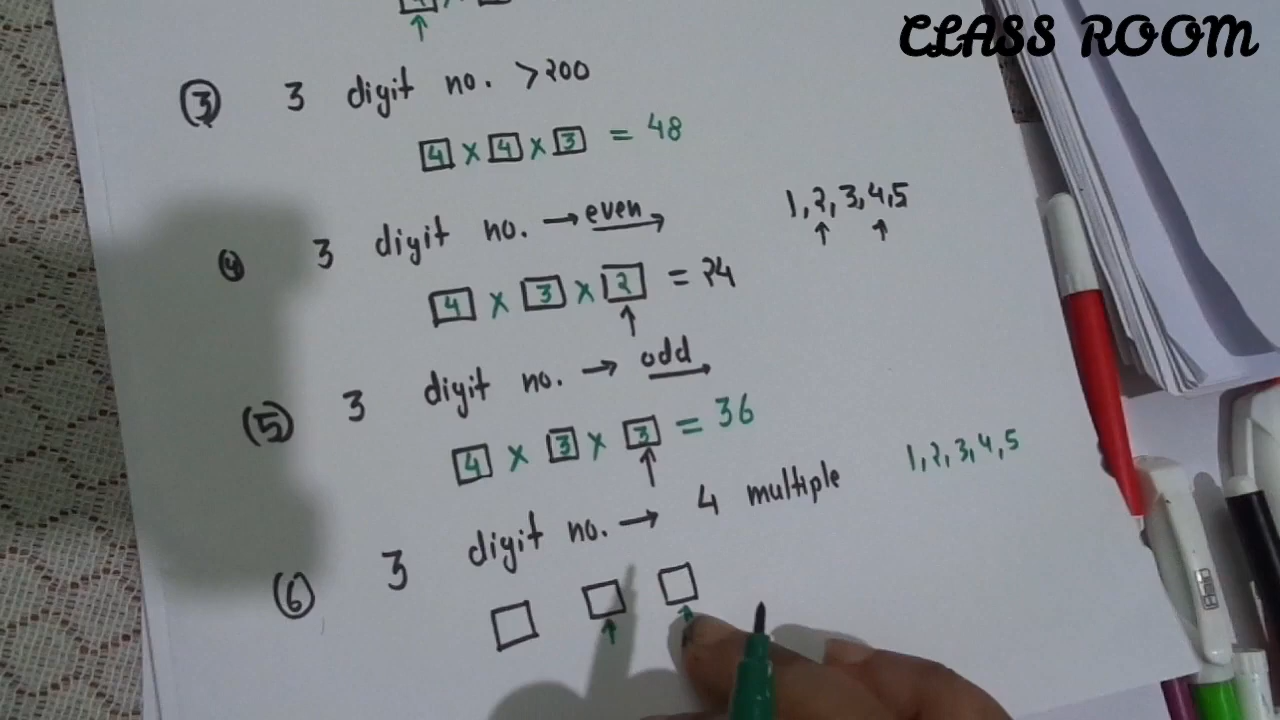 CLASS ROOM
(3) 3 digit no. >200
4 x 4 x 3 = 48
(4) 3 digit no. → even 1,2,3,4,5
4 x 3 x 2 = 24
(5) 3 digit no. → odd
4 x 3 x 3 = 36
(6) 3 digit no. → 4 multiple 1,2,3,4,5